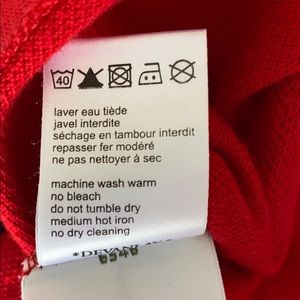 40
laver eau tiède
javel interdite
séchage en tambour interdit
repasser fer modéré
ne pas nettoyer à sec
machine wash warm
no bleach
do not tumble dry
medium hot iron
no dry cleaning